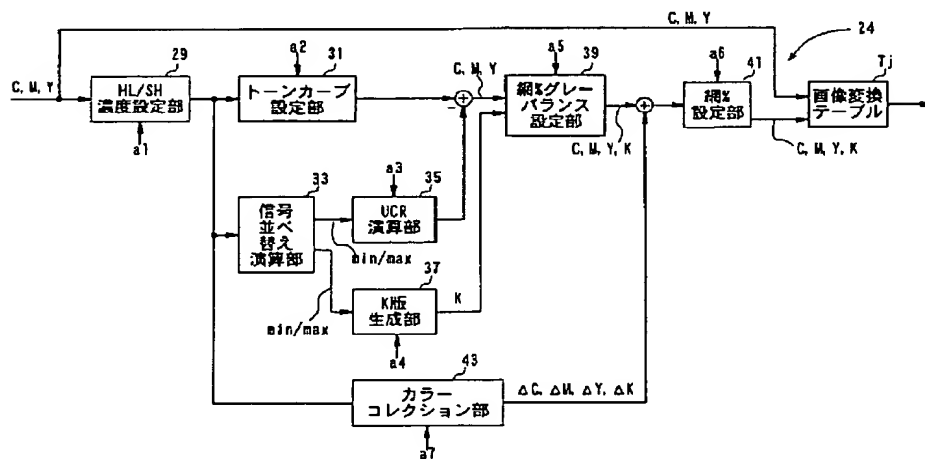 C, M, Y
24
C, M, Y
29
HL/SH
濃度設定部
a1
a2
31
トーンカーブ
設定部
−
C, M, Y
a5
39
網%グレー
バランス
設定部
C, M, Y, K
a6
41
網%
設定部
C, M, Y, K
Tj
画像変換
テーブル
33
信号
並べ
替え
演算部
min/max
min/max
a3
35
UCR
演算部
37
K版
生成部
K
a4
43
カラー
コレクション部
ΔC, ΔM, ΔY, ΔK
a7